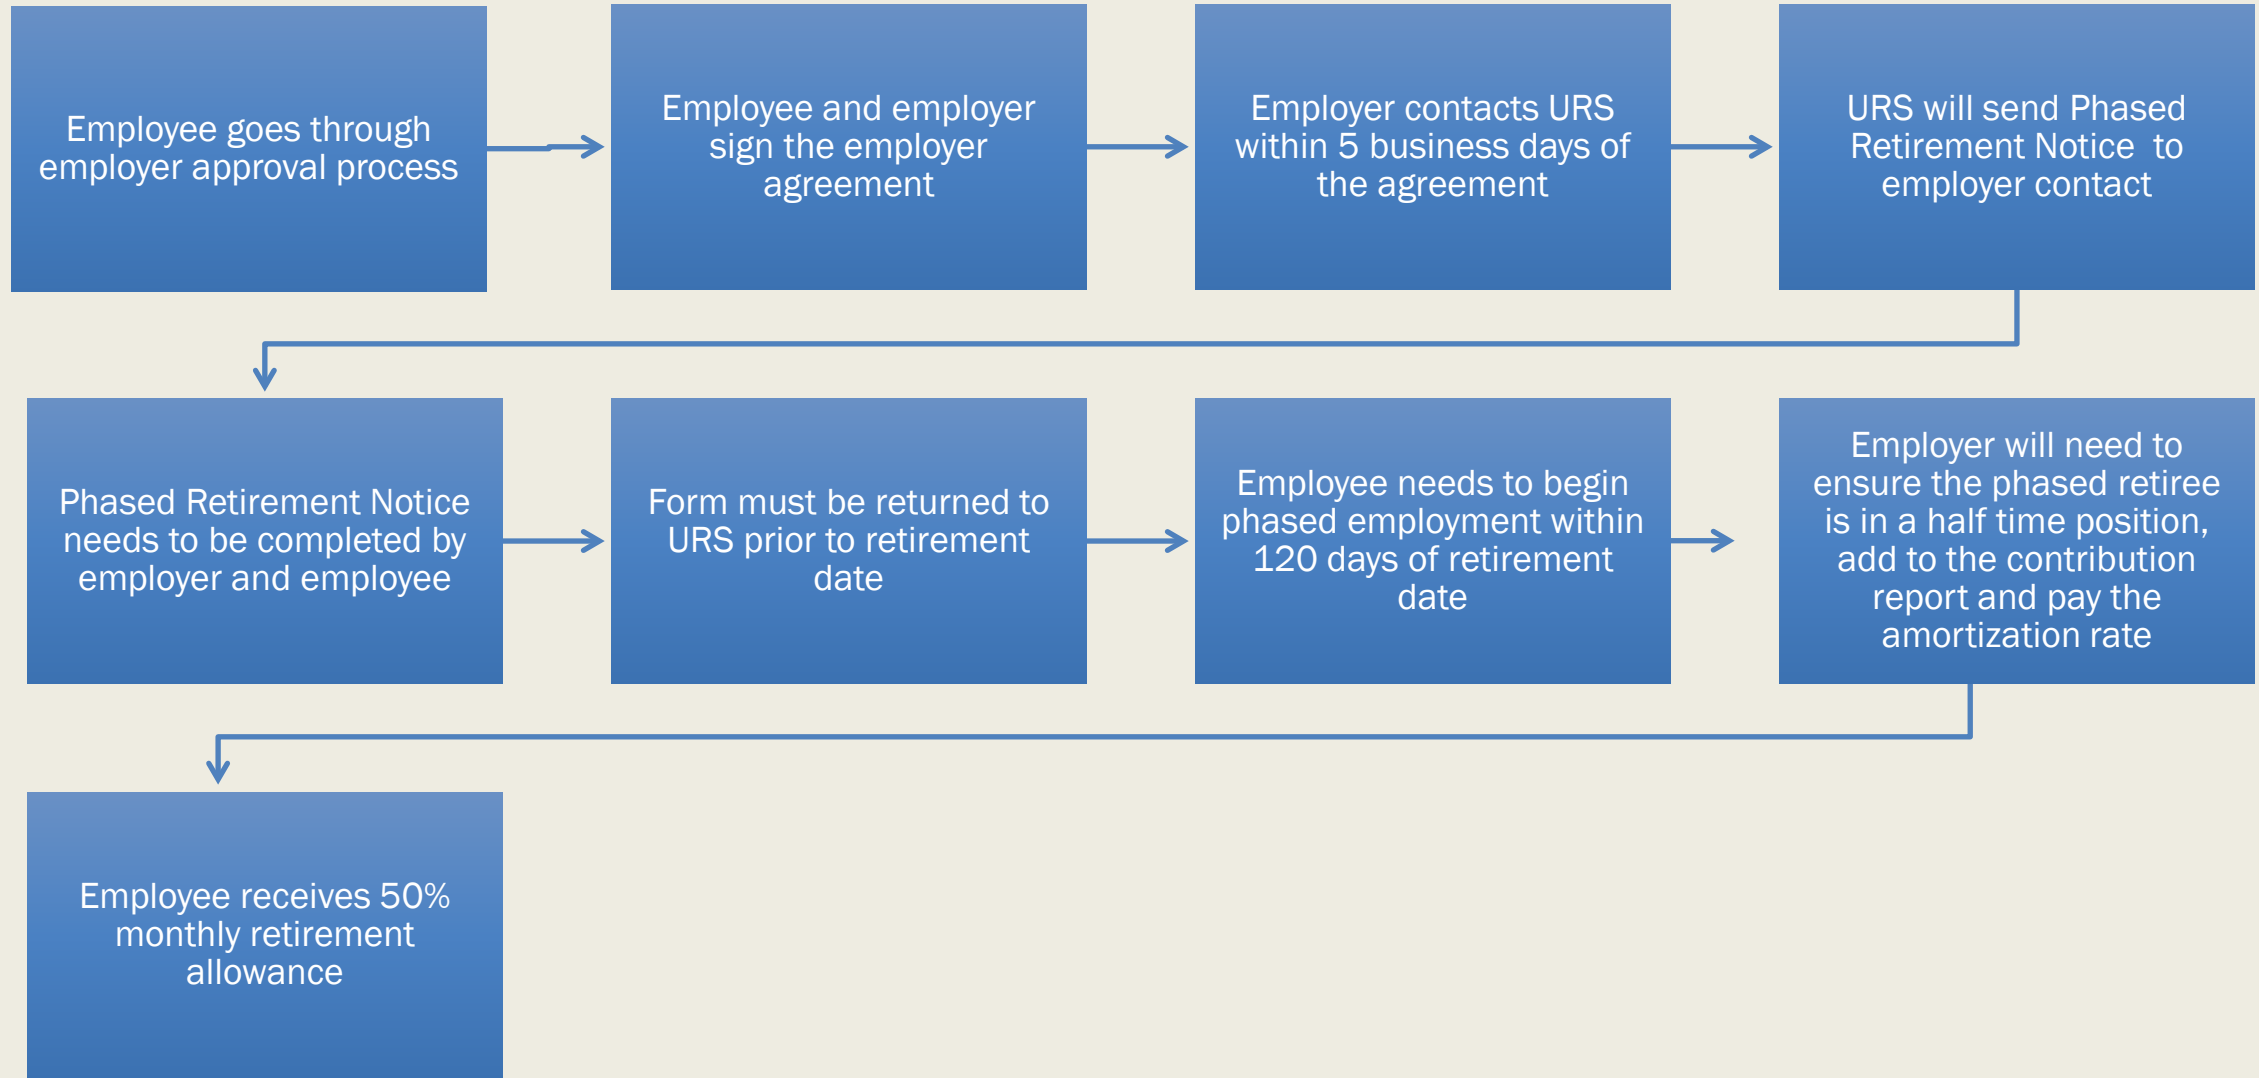 Employee goes through
employer approval process
Employee and employer
sign the employer
agreement
Employer contacts URS
within 5 business days of
the agreement
URS will send Phased
Retirement Notice to
employer contact
Phased Retirement Notice
needs to be completed by
employer and employee
Form must be returned to
URS prior to retirement
date
Employee needs to begin
phased employment within
120 days of retirement
date
Employer will need to
ensure the phased retiree
is in a half time position,
add to the contribution
report and pay the
amortization rate
Employee receives 50%
monthly retirement
allowance